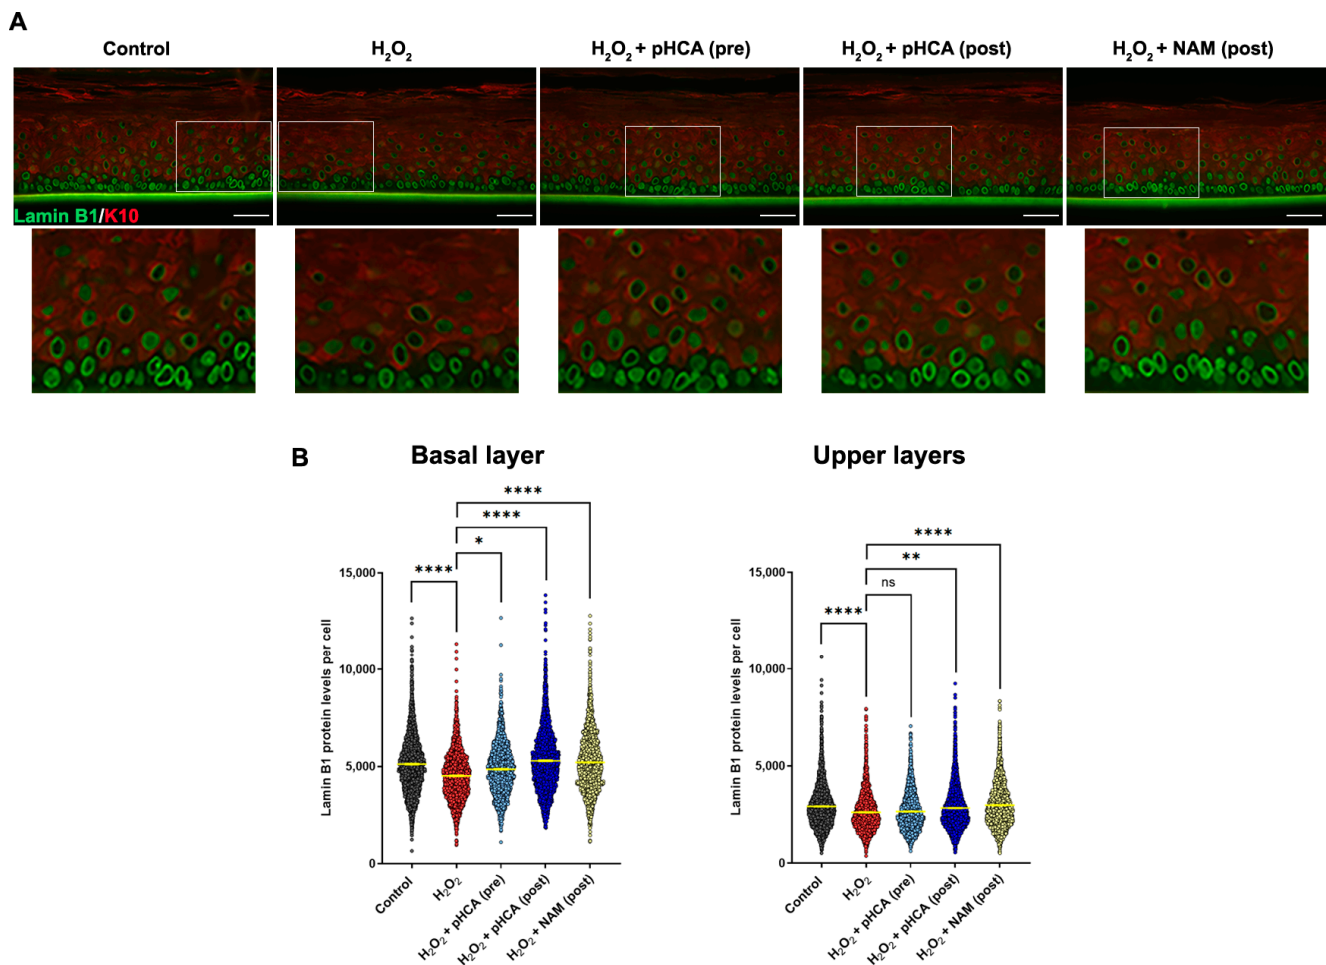 A
Control
H₂O₂
H₂O₂ + pHCA (pre)
H₂O₂ + pHCA (post)
H₂O₂ + NAM (post)
Lamin B1/K10
B
Basal layer
Upper layers
****
****
*
****
****
**
ns
****
15,000
10,000
5,000
0
Lamin B1 protein levels per cell
Control
H₂O₂
H₂O₂ + pHCA (pre)
H₂O₂ + pHCA (post)
H₂O₂ + NAM (post)
15,000
10,000
5,000
0
Lamin B1 protein levels per cell
Control
H₂O₂
H₂O₂ + pHCA (pre)
H₂O₂ + pHCA (post)
H₂O₂ + NAM (post)